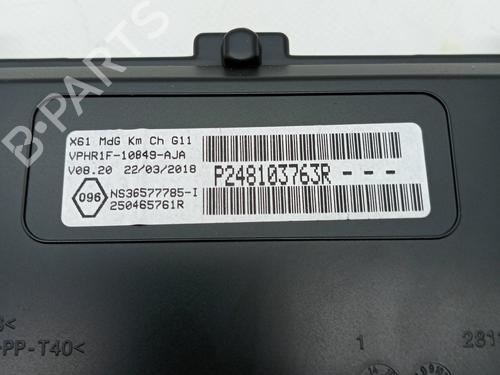 X61 MdG Km Ch G11
VPHR1F-10849-AJA
V08.20 22/03/2018
P248103763R - - -
096
NS36577785-I
250465761R
B-PARTS
PP-T40<
1